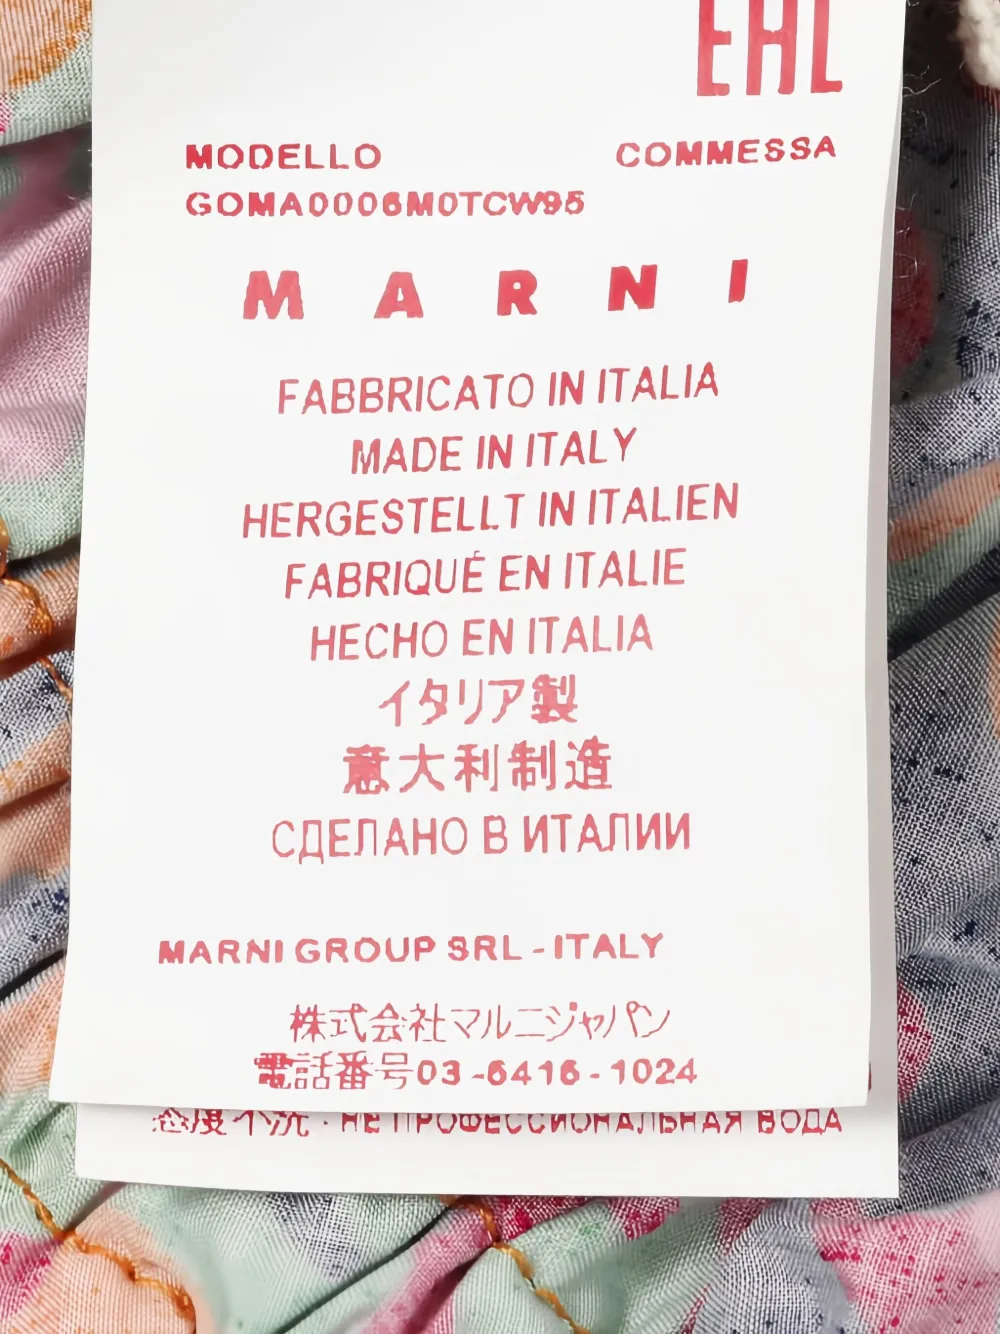 EAC
MODELLO COMMESSA
GOMA0006M0TCW95
MARNI
FABBRICATO IN ITALIA
MADE IN ITALY
HERGESTELLT IN ITALIEN
FABRIQUÉ EN ITALIE
HECHO EN ITALIA
イタリア製
意大利制造
СДЕЛАНО В ИТАЛИИ
MARNI GROUP SRL - ITALY
株式会社マルニジャパン
電話番号03-6416-1024
НЕ ПРОФЕССИОНАЛЬНАЯ ВОДА